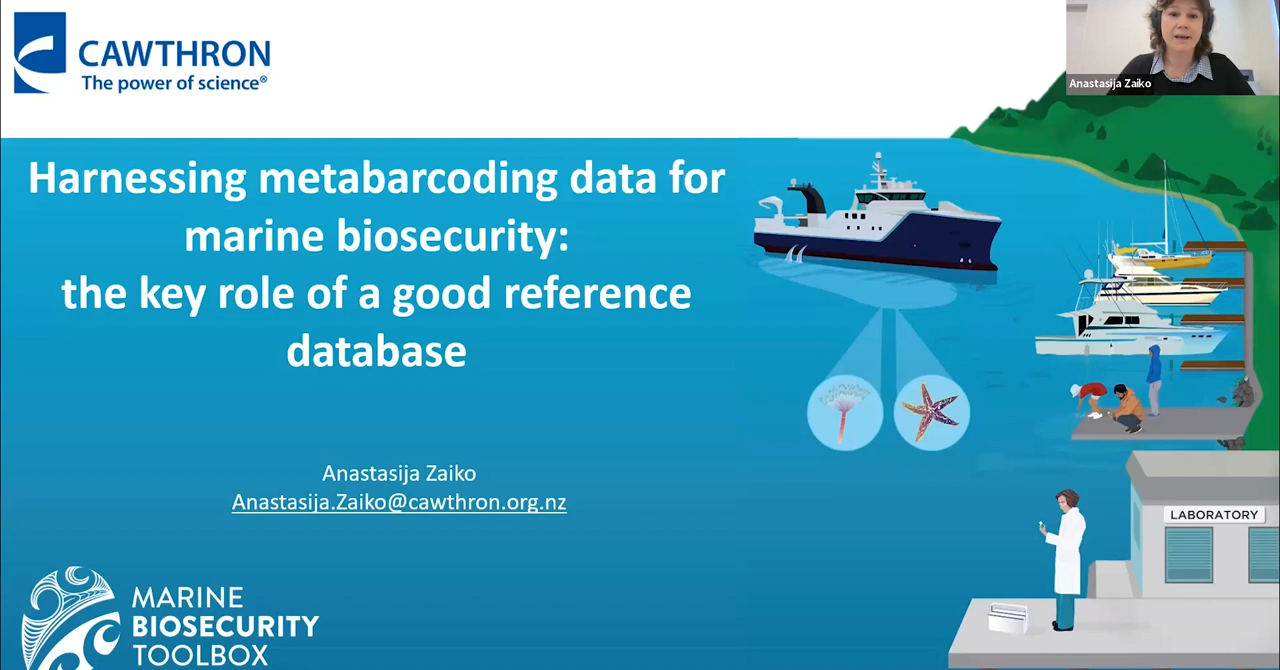 CAWTHRON
The power of science®
Anastasija Zaiko
Harnessing metabarcoding data for
marine biosecurity:
the key role of a good reference
database
Anastasija Zaiko
Anastasija.Zaiko@cawthron.org.nz
LABORATORY
MARINE
BIOSECURITY
TOOLBOX